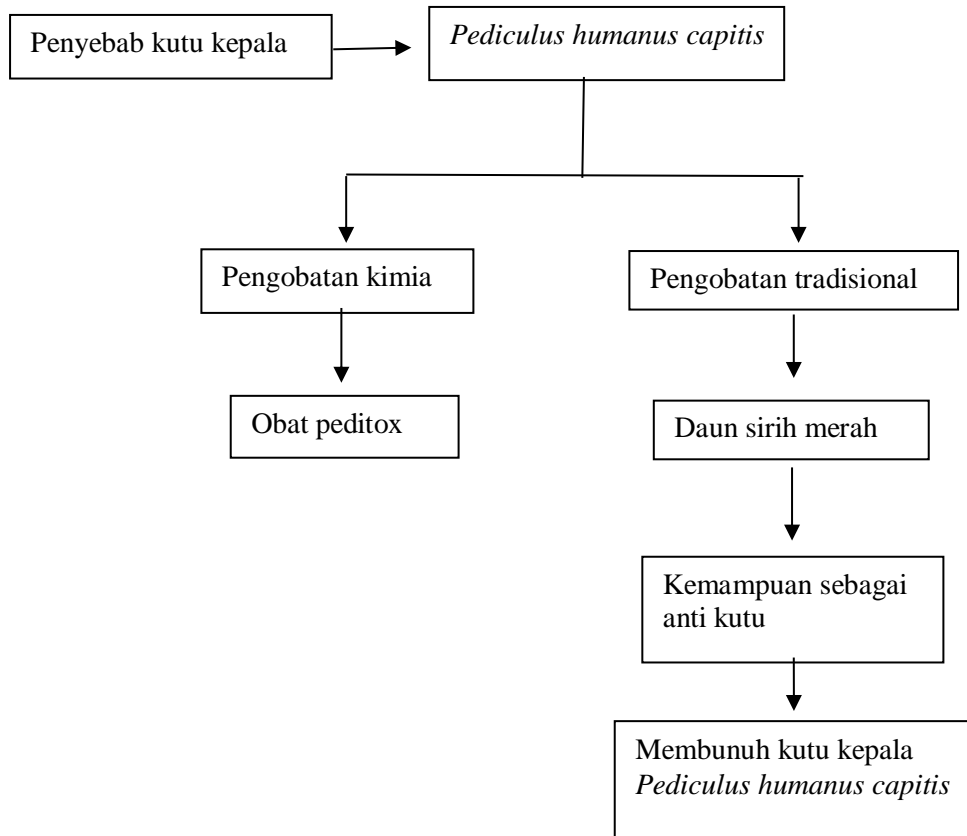 Penyebab kutu kepala
Pediculus humanus capitis
Pengobatan kimia
Pengobatan tradisional
Obat peditox
Daun sirih merah
Kemampuan sebagai
anti kutu
Membunuh kutu kepala
Pediculus humanus capitis